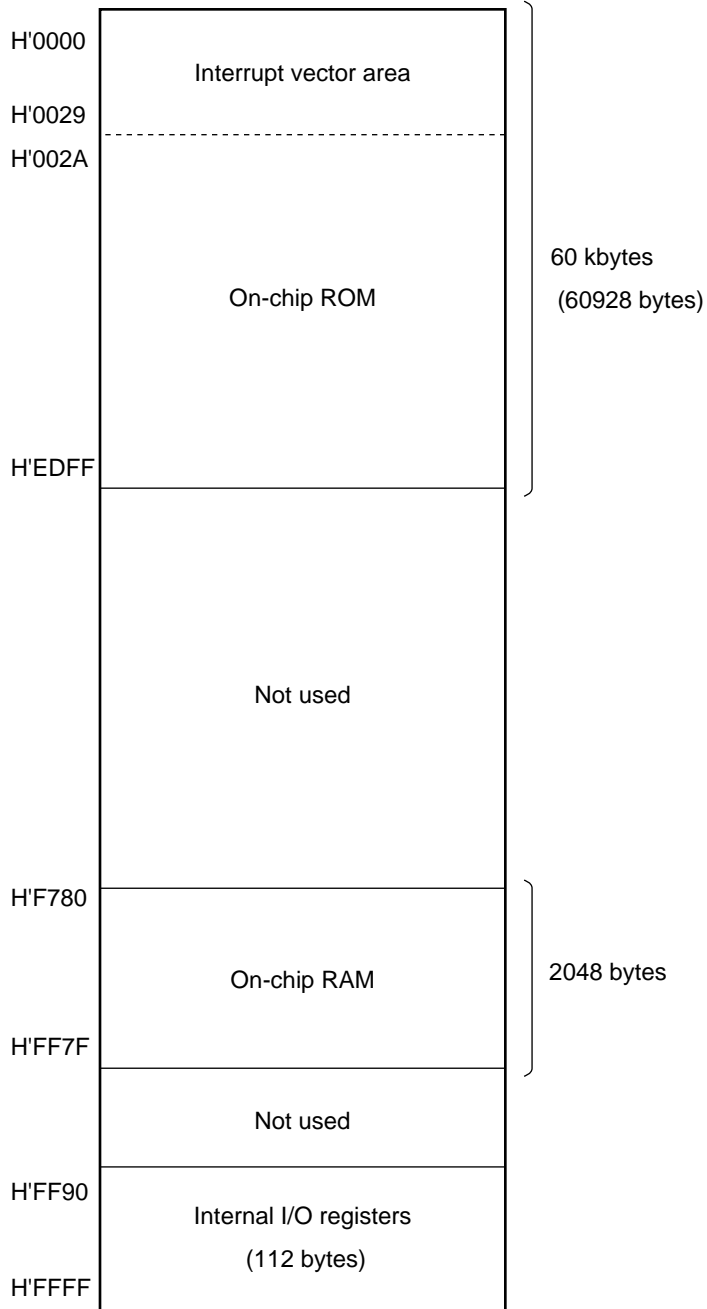 H'0000
Interrupt vector area
H'0029
H'002A
60 kbytes
On-chip ROM
(60928 bytes)
H'EDFF
Not used
H'F780
On-chip RAM
2048 bytes
H'FF7F
Not used
H'FF90
Internal I/O registers
(112 bytes)
H'FFFF